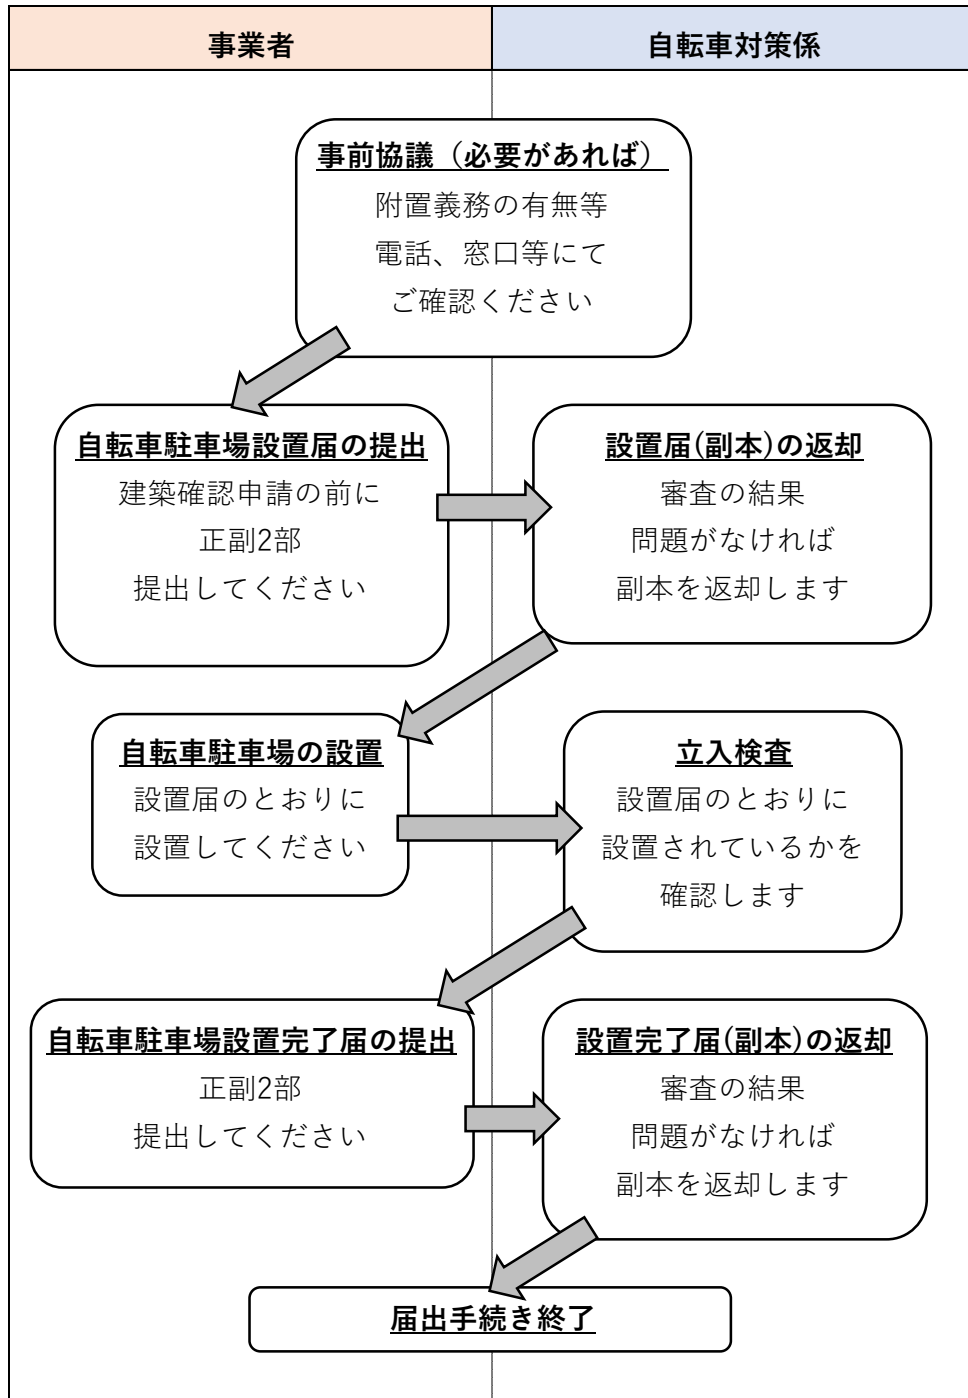 事業者
自転車対策係
事前協議（必要があれば）
附置義務の有無等
電話、窓口等にて
ご確認ください
自転車駐車場設置届の提出
建築確認申請の前に
正副2部
提出してください
設置届(副本)の返却
審査の結果
問題がなければ
副本を返却します
自転車駐車場の設置
設置届のとおりに
設置してください
立入検査
設置届のとおりに
設置されているかを
確認します
自転車駐車場設置完了届の提出
正副2部
提出してください
設置完了届(副本)の返却
審査の結果
問題がなければ
副本を返却します
届出手続き終了